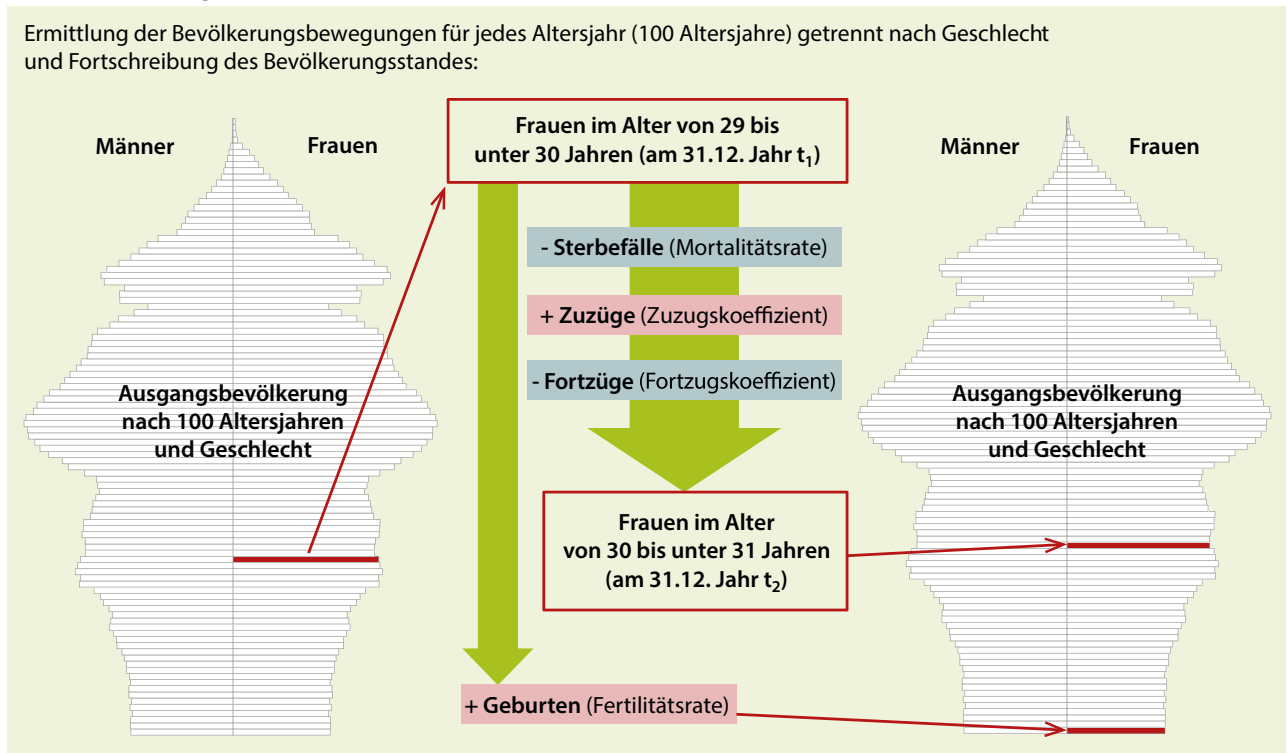 Ermittlung der Bevölkerungsbewegungen für jedes Altersjahr (100 Altersjahre) getrennt nach Geschlecht
und Fortschreibung des Bevölkerungsstandes:
Männer
Frauen
Ausgangsbevölkerung
nach 100 Altersjahren
und Geschlecht
Frauen im Alter von 29 bis
unter 30 Jahren (am 31.12. Jahr t₁)
- Sterbefälle (Mortalitätsrate)
+ Zuzüge (Zuzugskoeffizient)
- Fortzüge (Fortzugskoeffizient)
Frauen im Alter
von 30 bis unter 31 Jahren
(am 31.12. Jahr t₂)
+ Geburten (Fertilitätsrate)
Männer
Frauen
Ausgangsbevölkerung
nach 100 Altersjahren
und Geschlecht